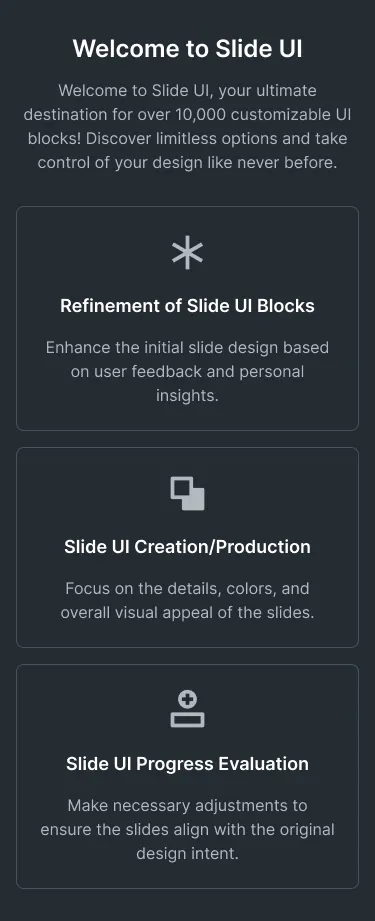 Welcome to Slide UI
Welcome to Slide UI, your ultimate
destination for over 10,000 customizable UI
blocks! Discover limitless options and take
control of your design like never before.
Refinement of Slide UI Blocks
Enhance the initial slide design based
on user feedback and personal
insights.
Slide UI Creation/Production
Focus on the details, colors, and
overall visual appeal of the slides.
Slide UI Progress Evaluation
Make necessary adjustments to
ensure the slides align with the original
design intent.